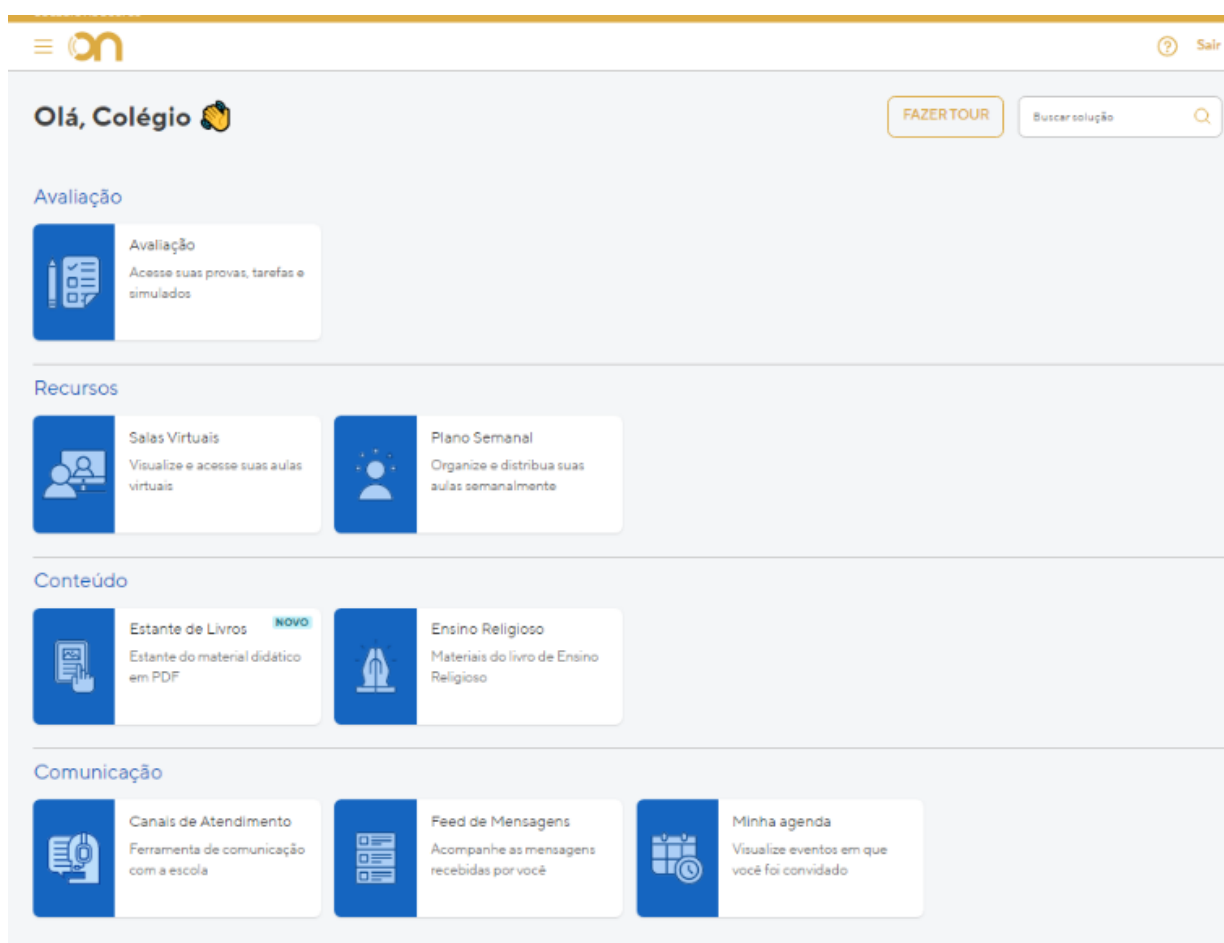 on
Sair
Olá, Colégio
FAZER TOUR
Buscar solução
Avaliação
Avaliação
Acesse suas provas, tarefas e
simulados
Recursos
Salas Virtuais
Visualize e acesse suas aulas
virtuais
Plano Semanal
Organize e distribua suas
aulas semanalmente
Conteúdo
Estante de Livros
NOVO
Estante do material didático
em PDF
Ensino Religioso
Materiais do livro de Ensino
Religioso
Comunicação
Canais de Atendimento
Ferramenta de comunicação
com a escola
Feed de Mensagens
Acompanhe as mensagens
recebidas por você
Minha agenda
Visualize eventos em que
você foi convidado